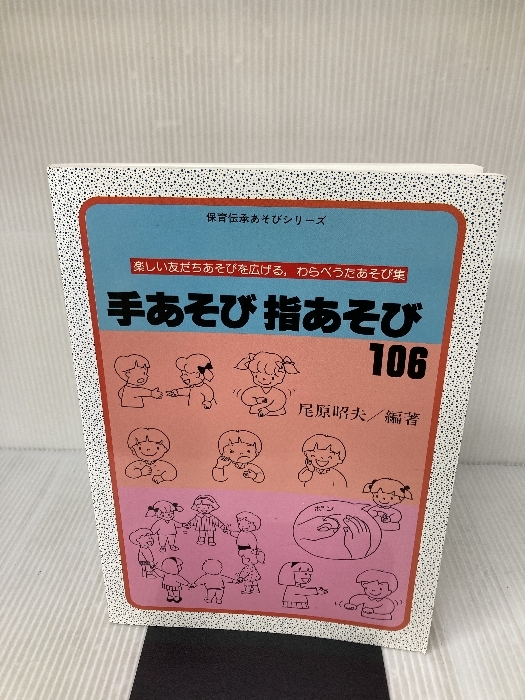 保育伝承あそびシリーズ
楽しい友だちあそびを広げる，わらべうたあそび集
手あそび 指あそび
106
尾原昭夫／編著
ポン